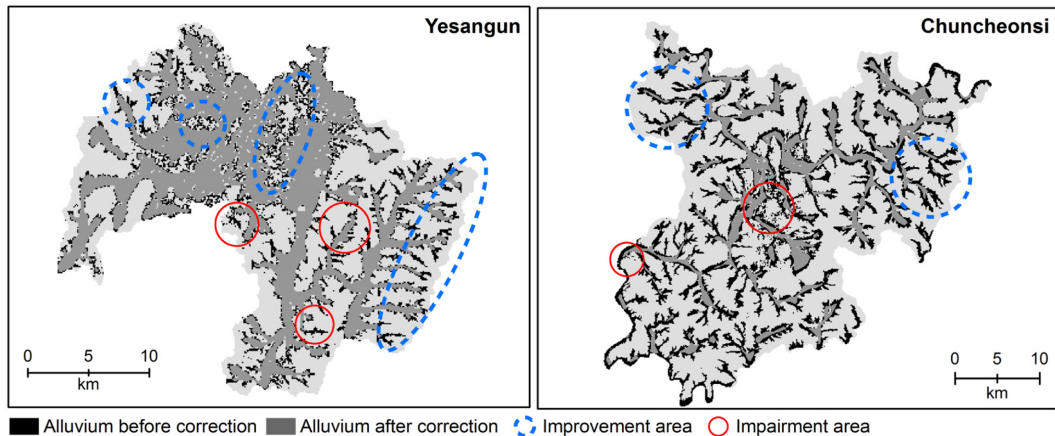 Yesangun
0 5 10
km
Chuncheonsi
0 5 10
km
Alluvium before correction Alluvium after correction Improvement area Impairment area